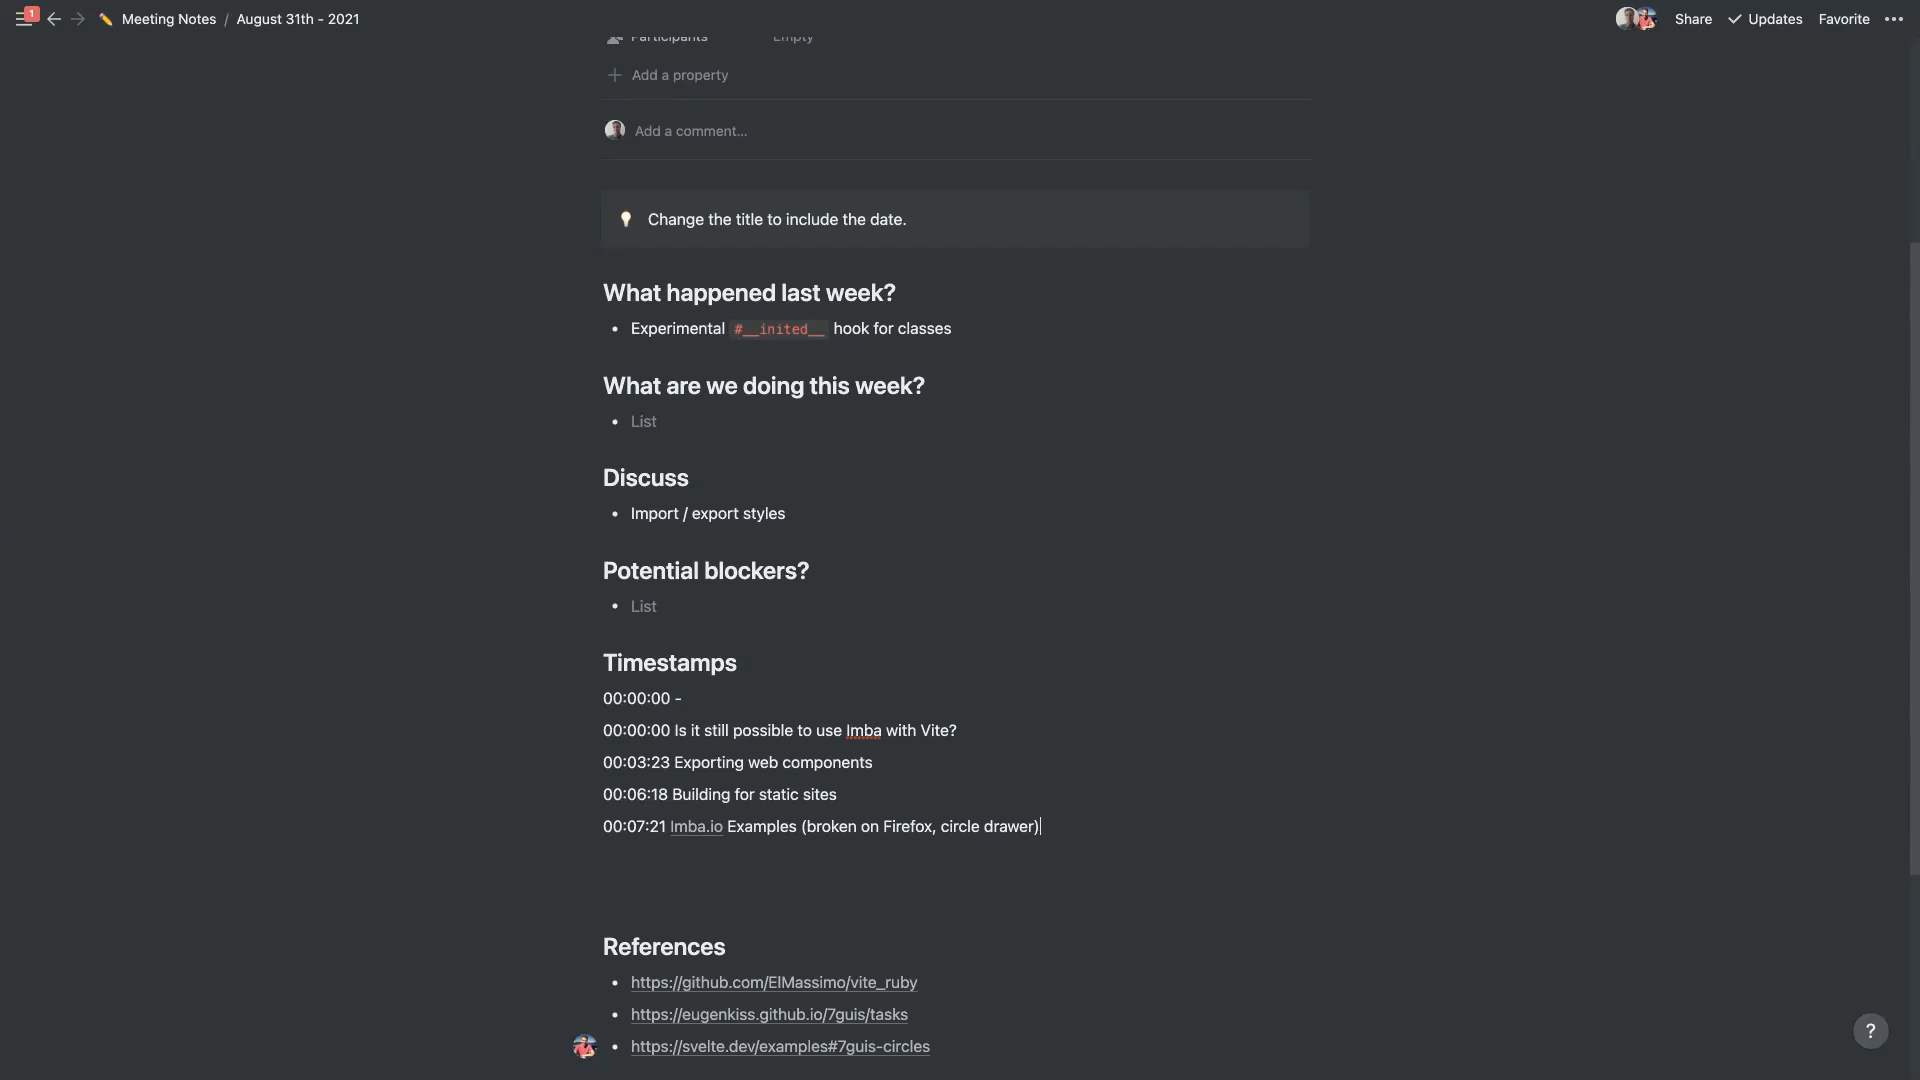 1
Meeting Notes / August 31th - 2021
Share Updates Favorite
Participants Empty
Add a property
Add a comment...
Change the title to include the date.
What happened last week?
• Experimental #__inited__ hook for classes
What are we doing this week?
• List
Discuss
• Import / export styles
Potential blockers?
• List
Timestamps
00:00:00 -
00:00:00 Is it still possible to use Imba with Vite?
00:03:23 Exporting web components
00:06:18 Building for static sites
00:07:21 Imba.io Examples (broken on Firefox, circle drawer)
References
• https://github.com/ElMassimo/vite_ruby
• https://eugenkiss.github.io/7guis/tasks
• https://svelte.dev/examples#7guis-circles
?